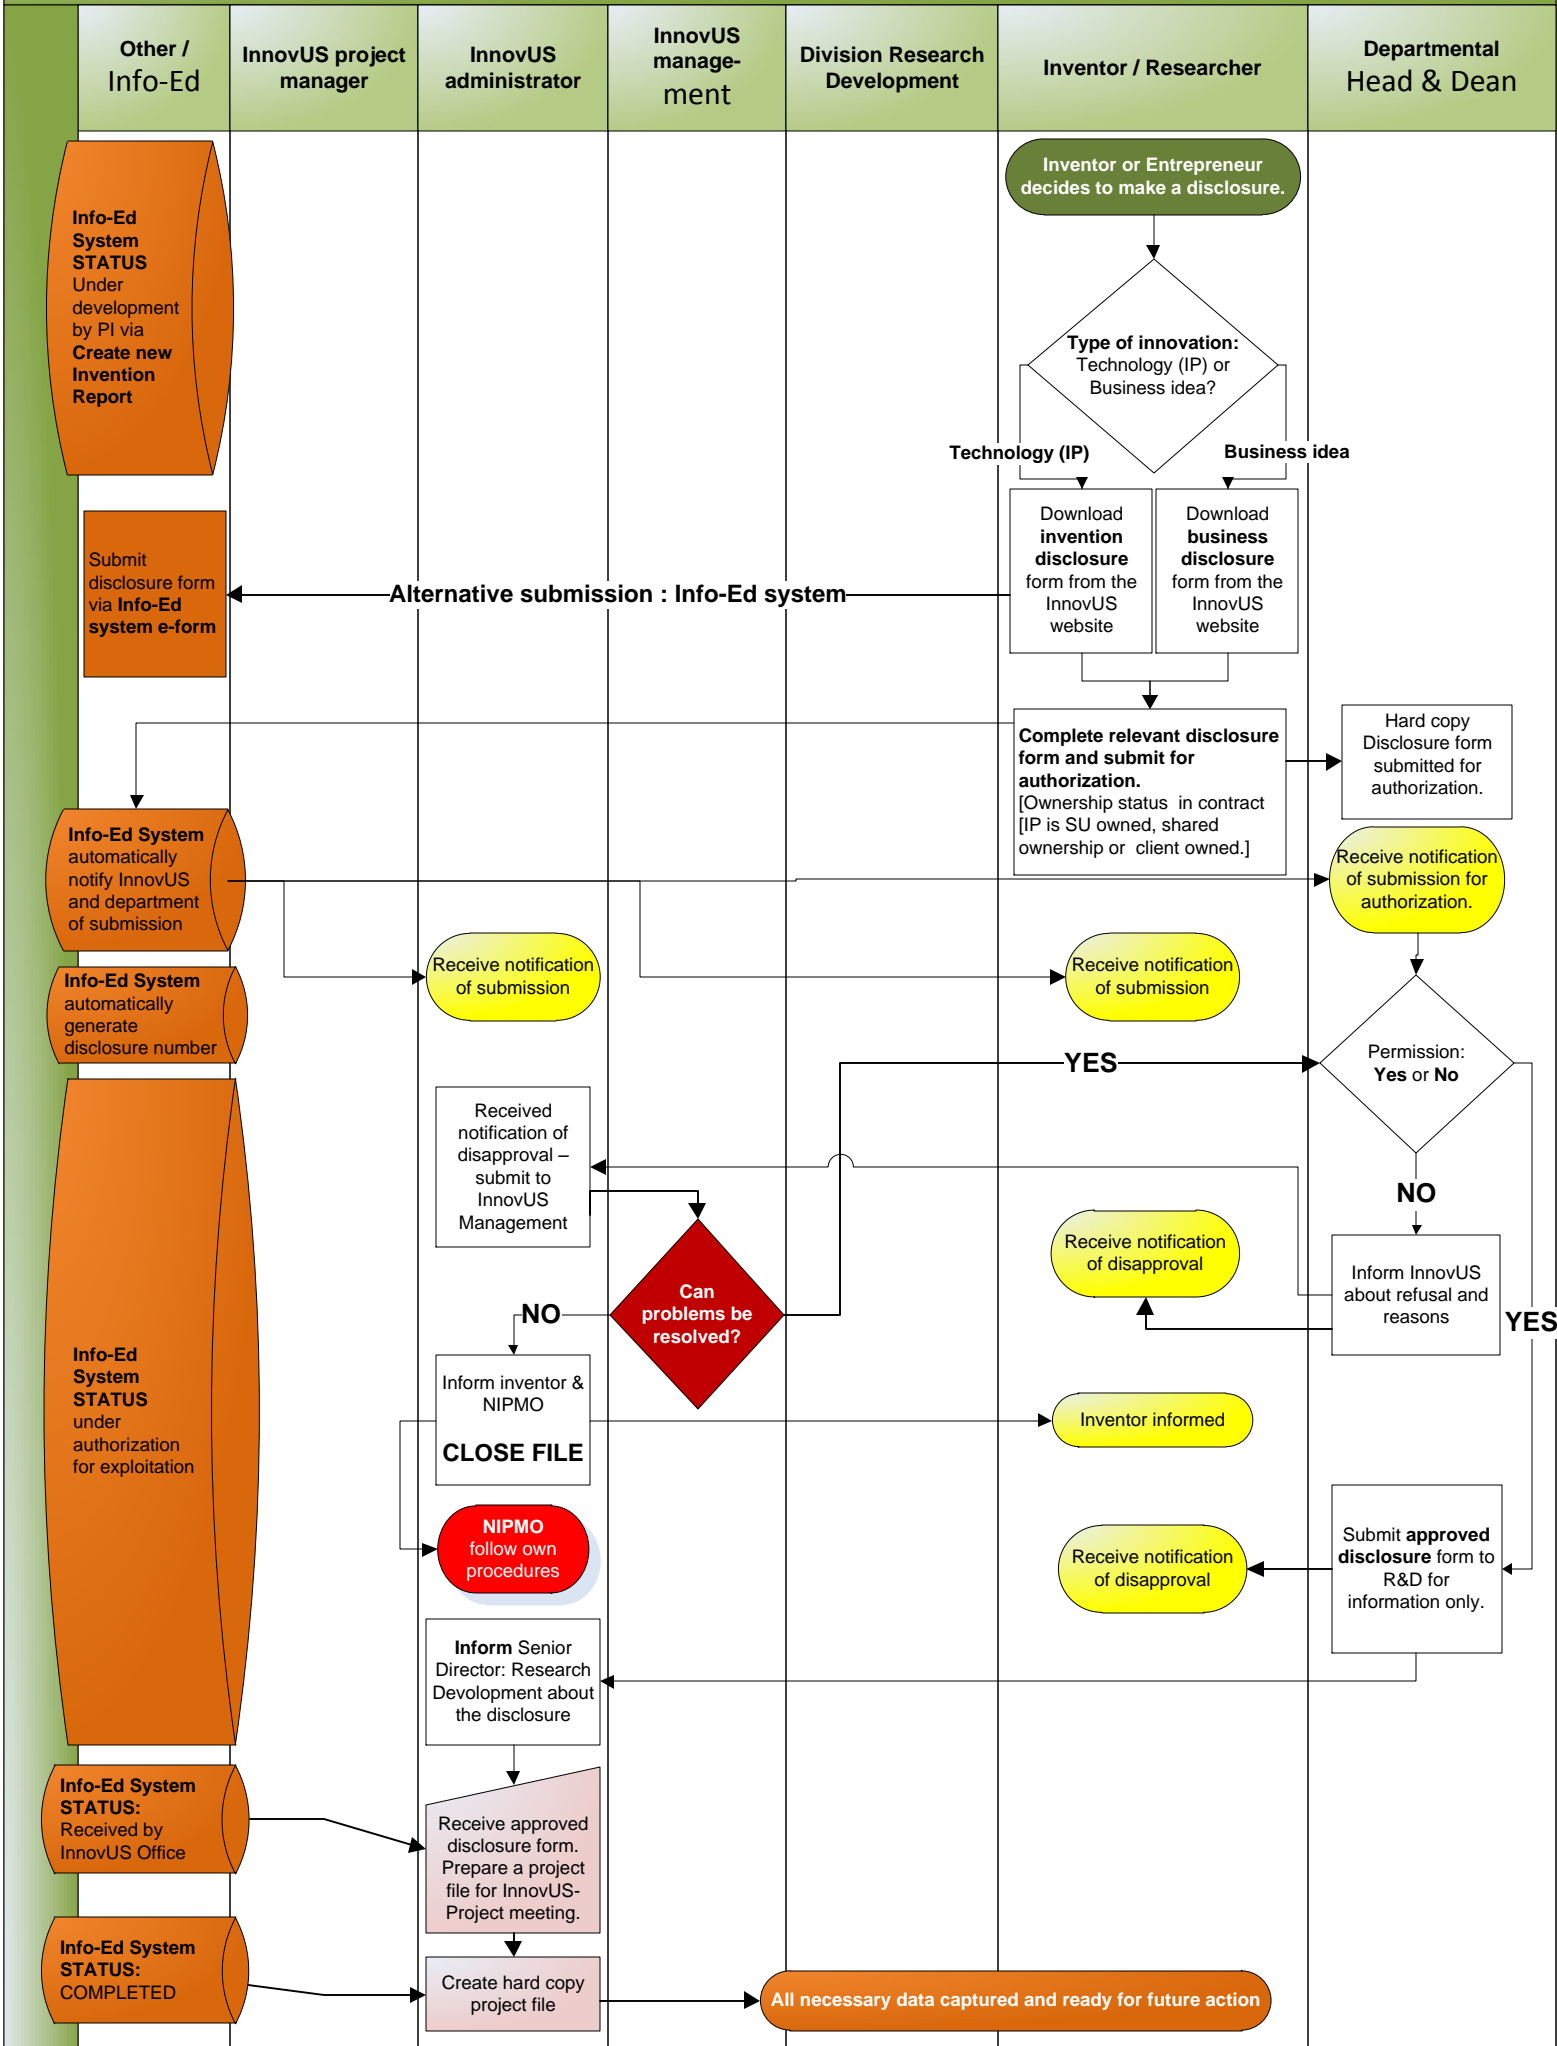 Other /
Info-Ed
InnovUS project
manager
InnovUS
administrator
InnovUS
manage-
ment
Division Research
Development
Inventor / Researcher
Departmental
Head & Dean
Inventor or Entrepreneur
decides to make a disclosure.
Info-Ed
System
STATUS
Under
development
by PI via
Create new
Invention
Report
Type of innovation:
Technology (IP) or
Business idea?
Technology (IP)
Business idea
Download
invention
disclosure
form from the
InnovUS
website
Download
business
disclosure
form from the
InnovUS
website
Submit
disclosure form
via Info-Ed
system e-form
Alternative submission : Info-Ed system
Complete relevant disclosure
form and submit for
authorization.
[Ownership status  in contract
[IP is SU owned, shared
ownership or  client owned.]
Hard copy
Disclosure form
submitted for
authorization.
Info-Ed System
automatically
notify InnovUS
and department
of submission
Receive notification
of submission for
authorization.
Receive notification
of submission
Receive notification
of submission
Info-Ed System
automatically
generate
disclosure number
YES
Permission:
Yes or No
Received
notification of
disapproval –
submit to
InnovUS
Management
NO
Receive notification
of disapproval
Inform InnovUS
about refusal and
reasons
YES
Can
problems be
resolved?
NO
Info-Ed
System
STATUS
under
authorization
for exploitation
Inform inventor &
NIPMO
CLOSE FILE
Inventor informed
NIPMO
follow own
procedures
Receive notification
of disapproval
Submit approved
disclosure form to
R&D for
information only.
Inform Senior
Director: Research
Devolopment about
the disclosure
Info-Ed System
STATUS:
Received by
InnovUS Office
Receive approved
disclosure form.
Prepare a project
file for InnovUS-
Project meeting.
Info-Ed System
STATUS:
COMPLETED
Create hard copy
project file
All necessary data captured and ready for future action